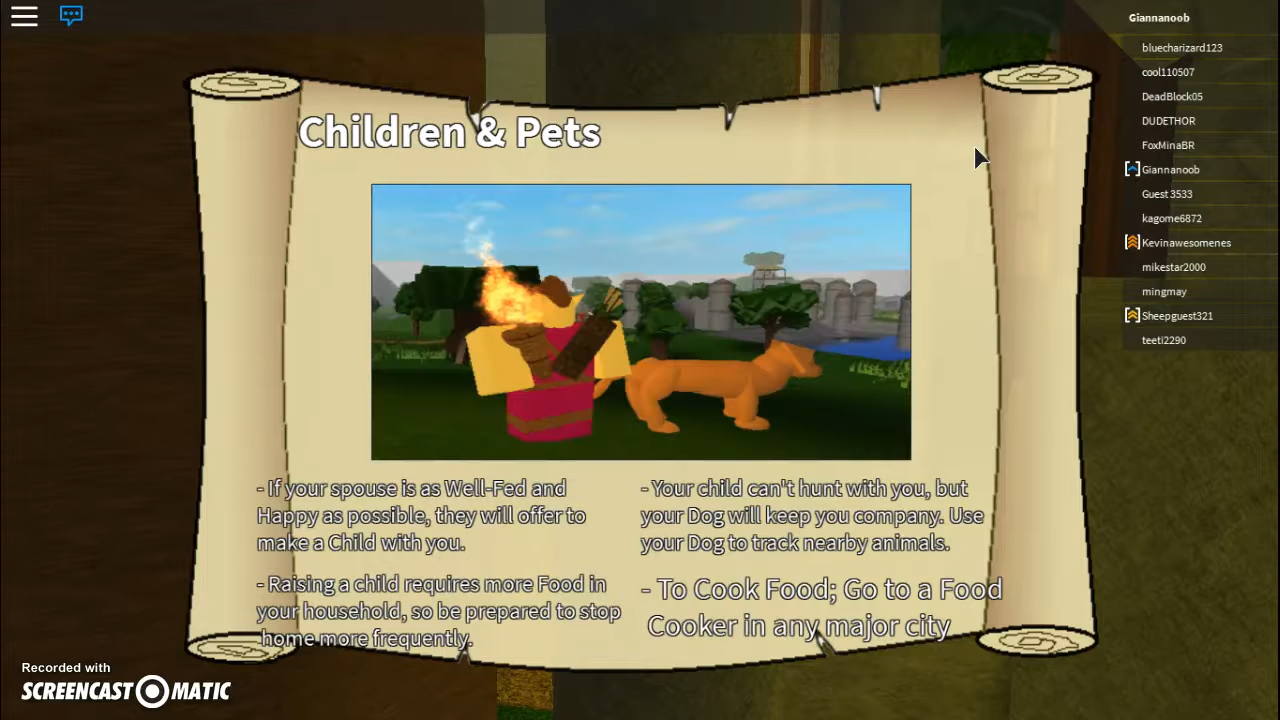 Giannanoob
bluecharizard123
cool110507
DeadBlock05
DUDETHOR
FoxMinaBR
Giannanoob
Guest 3533
kagome6872
Kevinawesomenes
mikestar2000
mingmay
Sheepguest321
teeti2290
Children & Pets
- If your spouse is as Well-Fed and
Happy as possible, they will offer to
make a Child with you.
- Raising a child requires more Food in
your household, so be prepared to stop
home more frequently.
- Your child can't hunt with you, but
your Dog will keep you company. Use
your Dog to track nearby animals.
- To Cook Food; Go to a Food
Cooker in any major city
Recorded with
SCREENCAST O MATIC